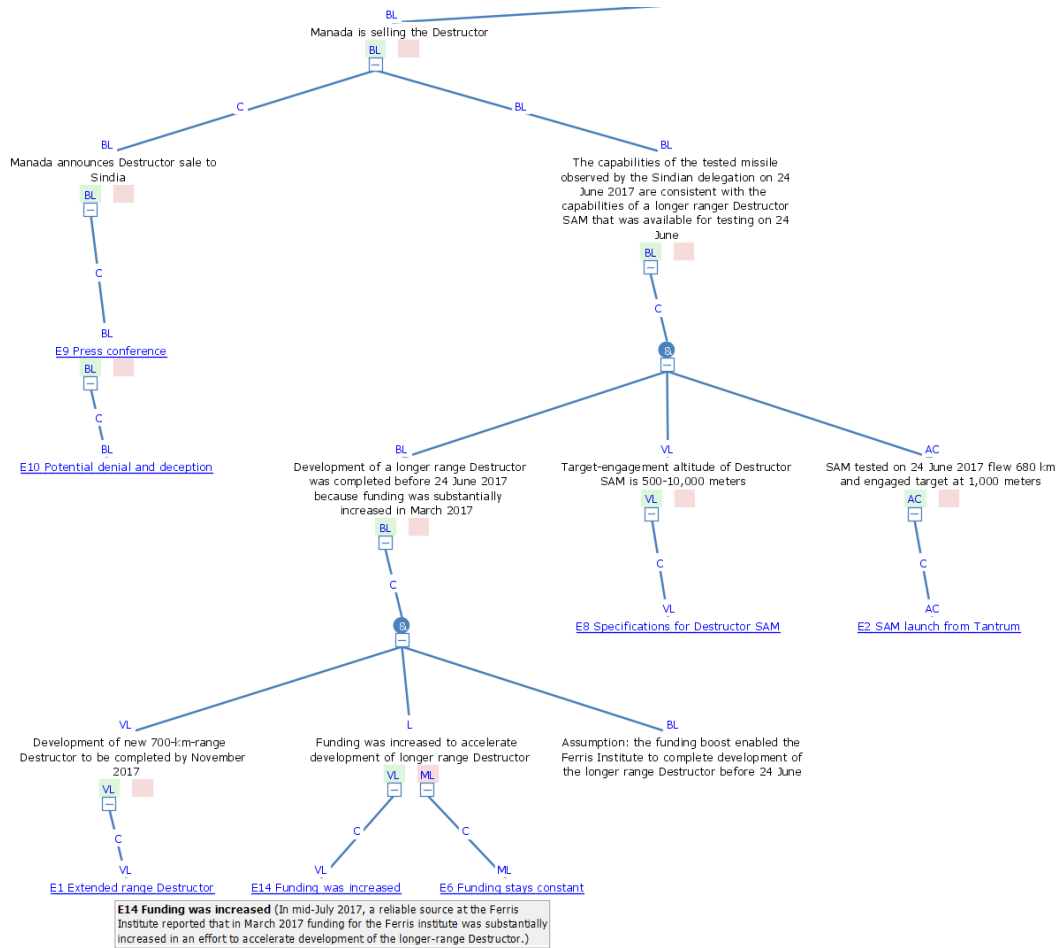 BL
Manada is selling the Destructor
BL
C
BL
BL
Manada announces Destructor sale to
Sindia
BL
C
BL
E9 Press conference
BL
C
BL
E10 Potential denial and deception
BL
The capabilities of the tested missile
observed by the Sindian delegation on 24
June 2017 are consistent with the
capabilities of a longer ranger Destructor
SAM that was available for testing on 24
June
BL
C
&
BL
Development of a longer range Destructor
was completed before 24 June 2017
because funding was substantially
increased in March 2017
BL
C
&
VL
Target-engagement altitude of Destructor
SAM is 500-10,000 meters
VL
C
VL
E8 Specifications for Destructor SAM
AC
SAM tested on 24 June 2017 flew 680 km
and engaged target at 1,000 meters
AC
C
AC
E2 SAM launch from Tantrum
VL
Development of new 700-km-range
Destructor to be completed by November
2017
VL
C
VL
E1 Extended range Destructor
L
Funding was increased to accelerate
development of longer range Destructor
VL ML
C C
VL ML
E14 Funding was increased
E6 Funding stays constant
BL
Assumption: the funding boost enabled the
Ferris Institute to complete development of
the longer range Destructor before 24 June
E14 Funding was increased (In mid-July 2017, a reliable source at the Ferris
Institute reported that in March 2017 funding for the Ferris institute was substantially
increased in an effort to accelerate development of the longer-range Destructor.)